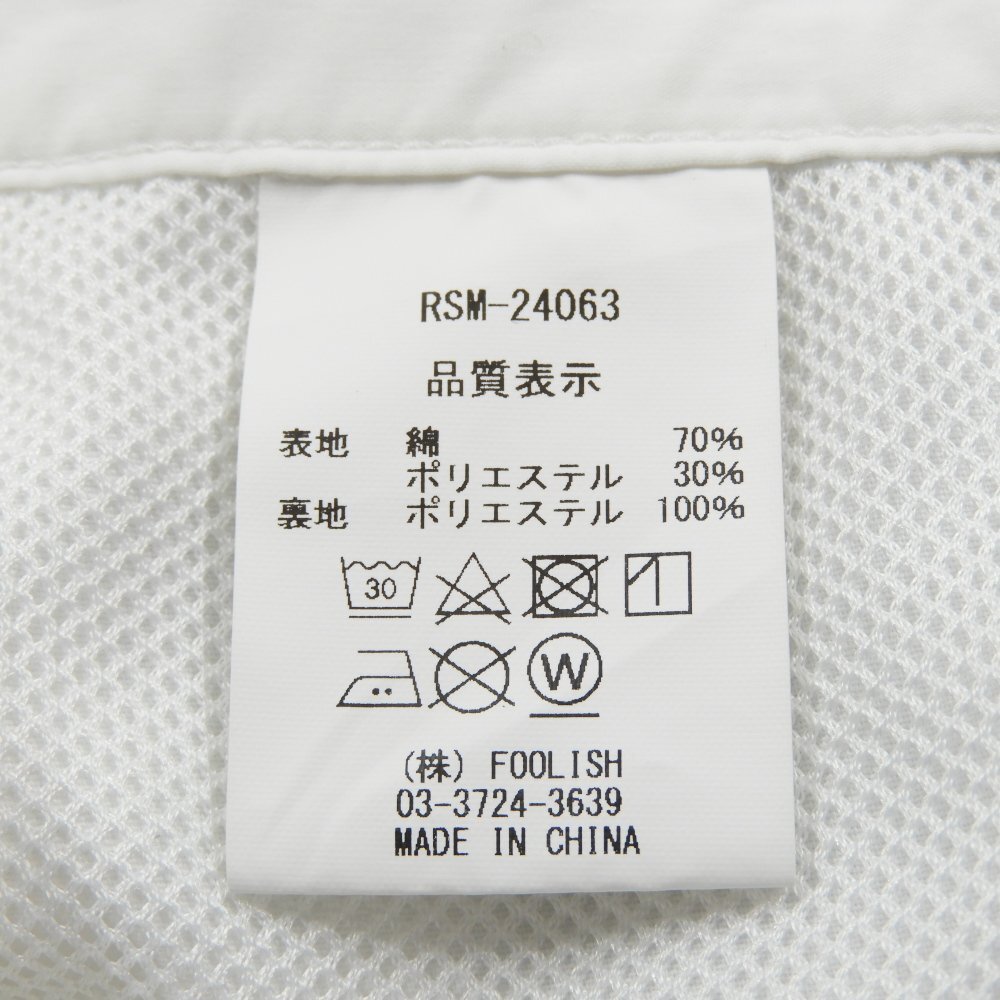 RSM-24063
品質表示
表地 綿 70%
ポリエステル 30%
裏地 ポリエステル 100%
30
W
(株) FOOLISH
03-3724-3639
MADE IN CHINA